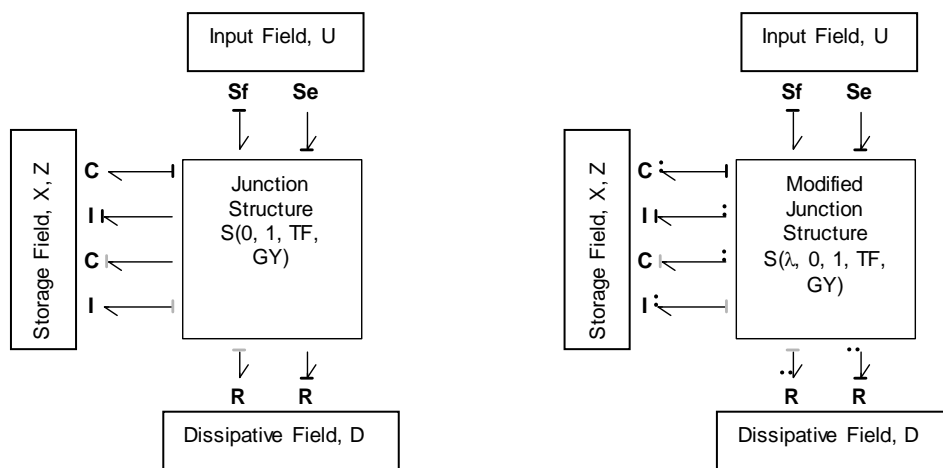 Input Field, U
Sf Se
Storage Field, X, Z
C
I
C
I
Junction
Structure
S(0, 1, TF,
GY)
R R
Dissipative Field, D
Input Field, U
Sf Se
Storage Field, X, Z
C
I
C
I
Modified
Junction
Structure
S(λ, 0, 1, TF,
GY)
R R
Dissipative Field, D